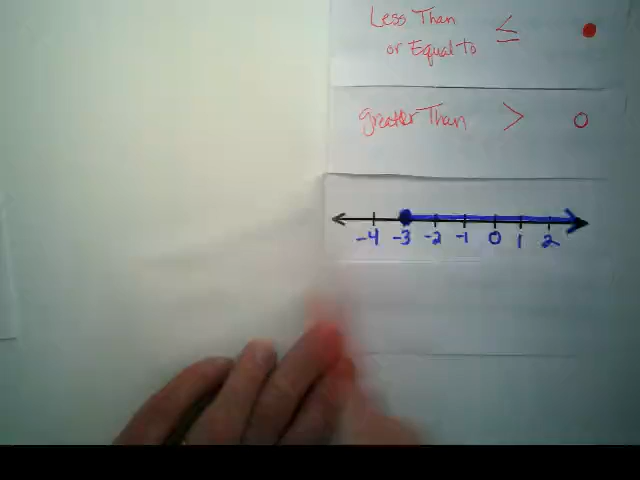 Less Than
or Equal to ≤
greater Than >
-4 -3 -2 -1 0 1 2